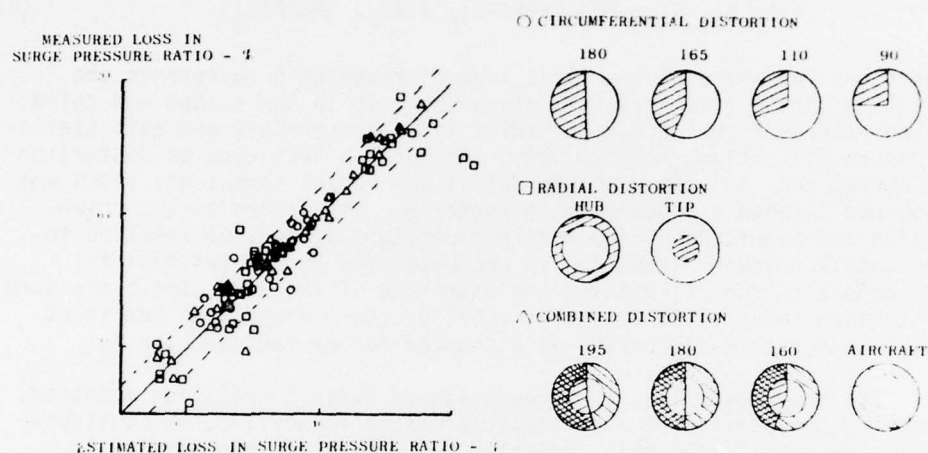 MEASURED LOSS IN
SURGE PRESSURE RATIO - %
ESTIMATED LOSS IN SURGE PRESSURE RATIO - %
CIRCUMFERENTIAL DISTORTION
180 165 110 90
RADIAL DISTORTION
HUB TIP
COMBINED DISTORTION
195 180 160 AIRCRAFT